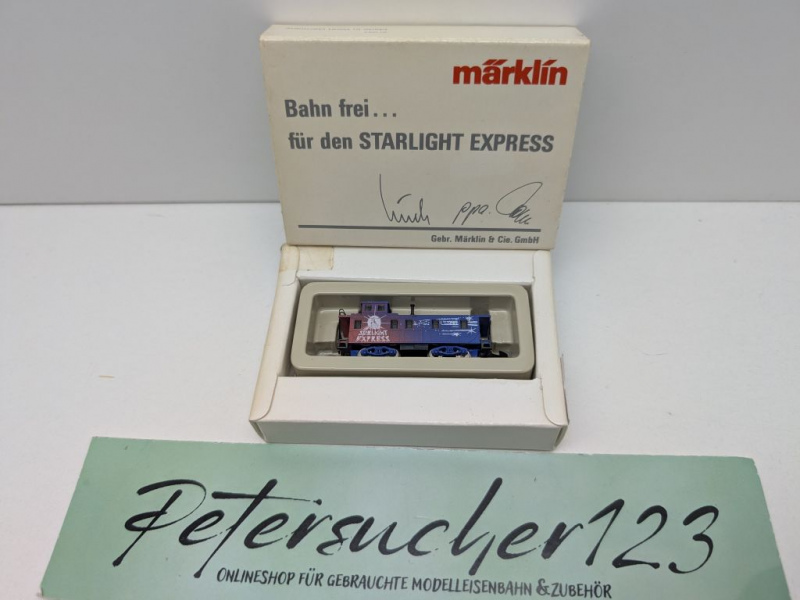 märklin
Bahn frei...
für den STARLIGHT EXPRESS
ppa.
Gebr. Märklin & Cie. GmbH
STARLIGHT
EXPRESS
Petersucher123
ONLINESHOP FÜR GEBRAUCHTE MODELLEISENBAHN & ZUBEHÖR